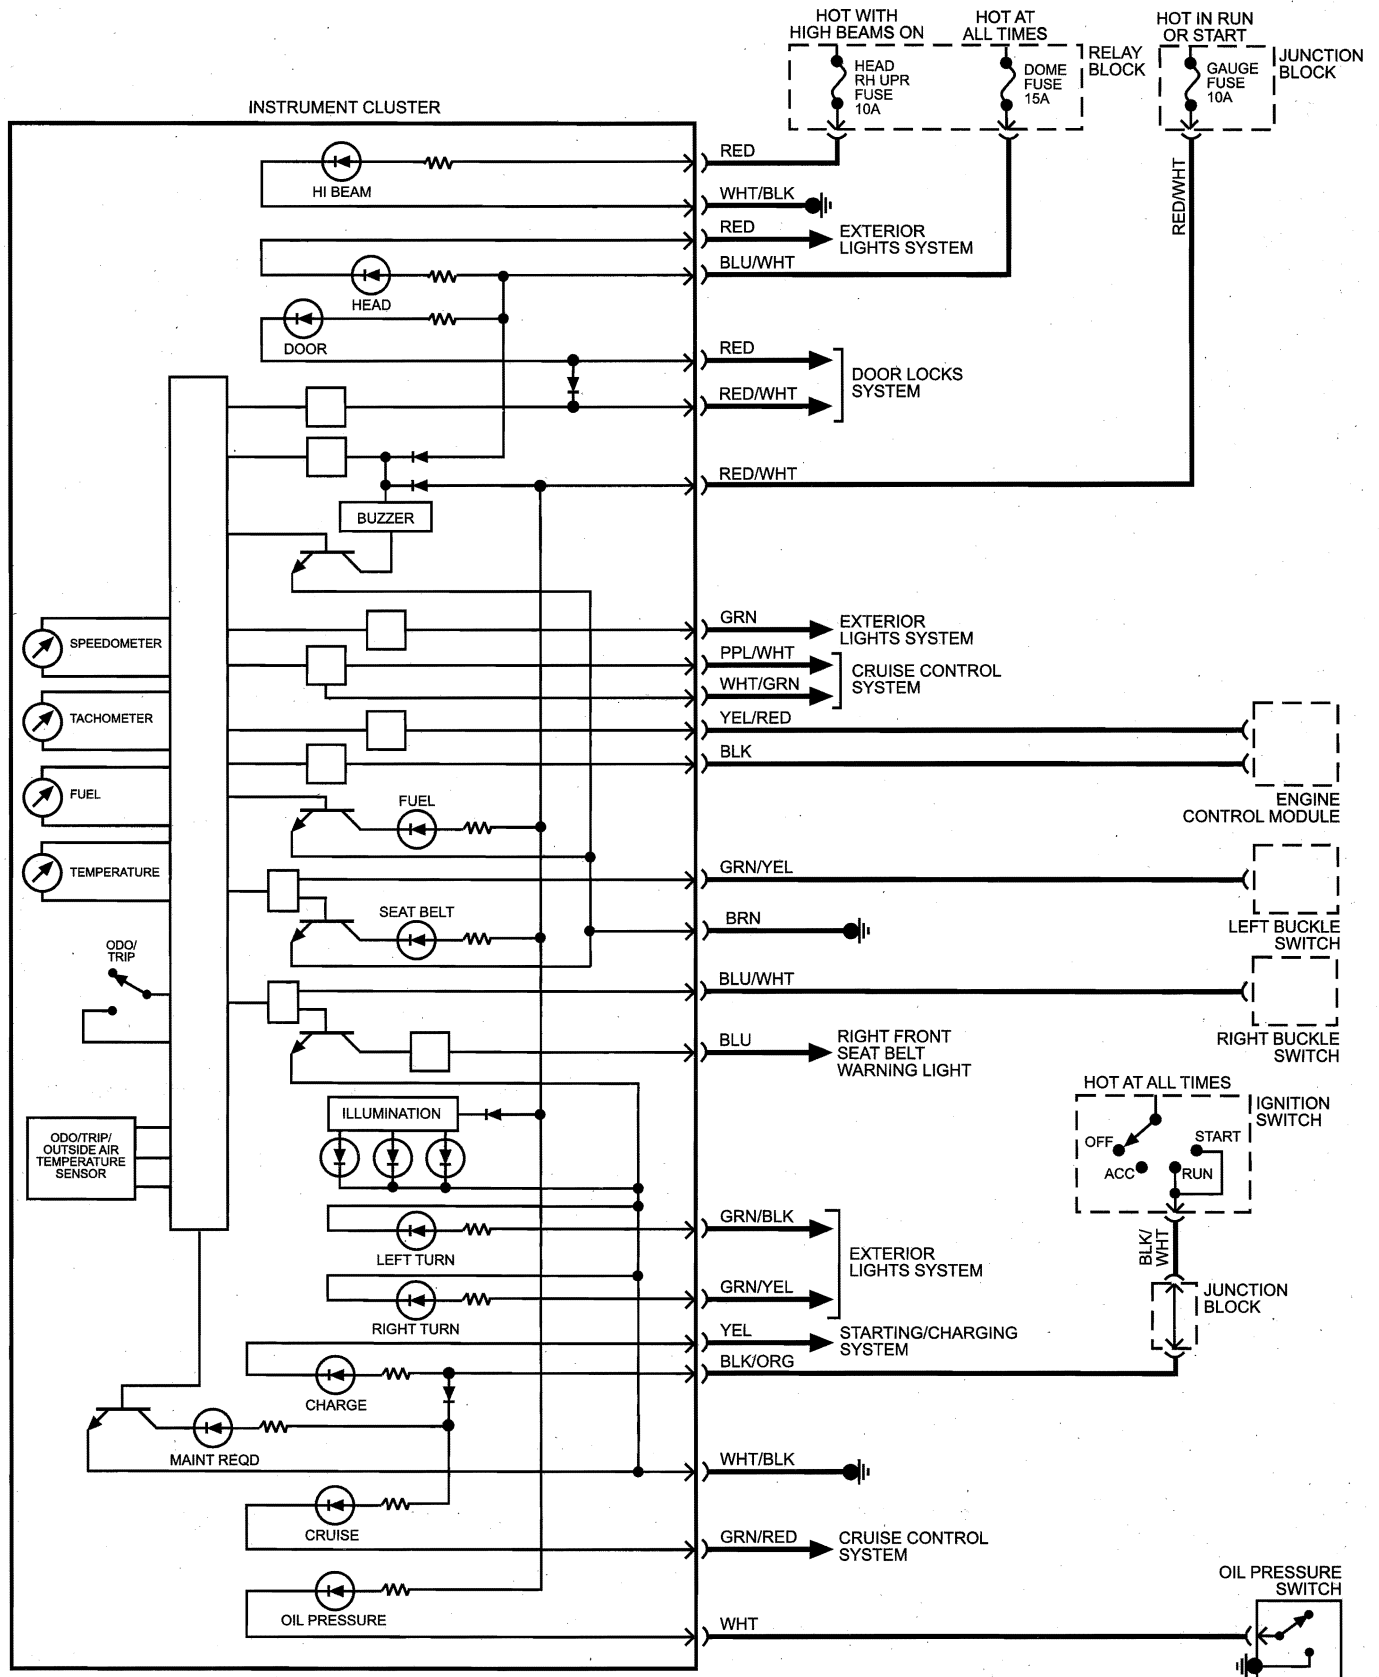 HOT WITH
HIGH BEAMS ON
HOT AT
ALL TIMES
HOT IN RUN
OR START
HEAD
RH UPR
FUSE
10A
DOME
FUSE
15A
RELAY
BLOCK
GAUGE
FUSE
10A
JUNCTION
BLOCK
INSTRUMENT CLUSTER
HI BEAM
RED
WHT/BLK
RED
EXTERIOR
LIGHTS SYSTEM
RED/WHT
BLU/WHT
HEAD
DOOR
RED
RED/WHT
DOOR LOCKS
SYSTEM
RED/WHT
BUZZER
SPEEDOMETER
GRN
EXTERIOR
LIGHTS SYSTEM
PPL/WHT
WHT/GRN
CRUISE CONTROL
SYSTEM
TACHOMETER
YEL/RED
BLK
ENGINE
CONTROL MODULE
FUEL
FUEL
TEMPERATURE
GRN/YEL
LEFT BUCKLE
SWITCH
SEAT BELT
BRN
ODO/
TRIP
BLU/WHT
RIGHT BUCKLE
SWITCH
BLU
RIGHT FRONT
SEAT BELT
WARNING LIGHT
HOT AT ALL TIMES
IGNITION
SWITCH
OFF
START
ACC
RUN
ILLUMINATION
ODO/TRIP/
OUTSIDE AIR
TEMPERATURE
SENSOR
GRN/BLK
LEFT TURN
EXTERIOR
LIGHTS SYSTEM
BLK/
WHT
GRN/YEL
RIGHT TURN
JUNCTION
BLOCK
YEL
STARTING/CHARGING
SYSTEM
BLK/ORG
CHARGE
MAINT REQD
WHT/BLK
CRUISE
GRN/RED
CRUISE CONTROL
SYSTEM
OIL PRESSURE
WHT
OIL PRESSURE
SWITCH